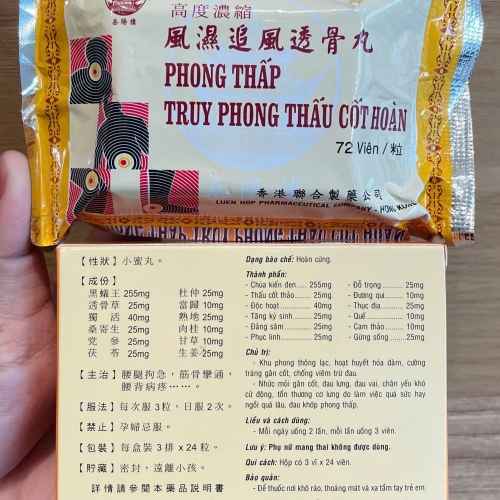 岳陽樓
高度濃縮
風濕追風透骨丸
PHONG THẤP
TRUY PHONG THẤU CỐT HOÀN
72 Viên / 粒
香港聯合製藥公司
LUEN HOP PHARMACEUTICAL COMPANY - HONG KONG
【性狀】小蜜丸。
【成份】
黑蟻王 255mg 杜仲 25mg
透骨草 25mg 當歸 10mg
獨活 40mg 熟地 25mg
桑寄生 25mg 肉桂 10mg
党參 25mg 甘草 10mg
茯苓 25mg 生姜 25mg
【主治】腰腿拘急，筋骨攣通，
腰背病疼……。
【服法】每次服3粒，日服2次。
【禁止】孕婦忌服。
【包裝】每盒裝3排x24粒。
【貯藏】密封，遠離小孩。
詳情請參閱本藥品説明書
Dạng bào chế: Hoàn cứng.
Thành phần:
- Chúa kiến đen ..... 255mg - Đỗ trọng ..... 25mg
- Thấu cốt thảo ..... 25mg - Đương qui ..... 10mg
- Độc hoạt ..... 40mg - Thục địa ..... 25mg
- Tăng ký sinh ..... 25mg - Quế ..... 10mg
- Đảng sâm ..... 25mg - Cam thảo ..... 10mg
- Phục linh ..... 25mg - Gừng sống ..... 25mg
Chủ trị:
- Khu phong thông lạc, hoạt huyết hóa đàm, cường
tráng gân cốt, chống viêm trừ đau.
- Nhức mỏi gân cốt, đau lưng, đau vai, chân yếu khó
cử động, tổn thương cơ lưng do làm việc quá sức hay
ngồi quá lâu, đau khớp phong thấp.
Liều và cách dùng:
- Mỗi ngày uống 2 lần, mỗi lần uống 3 viên.
Lưu ý: Phụ nữ mang thai không được dùng.
Qui cách: Hộp có 3 vỉ x 24 viên.
Bảo quản:
- Để thuốc nơi khô ráo, thoáng mát và xa tầm tay trẻ em.